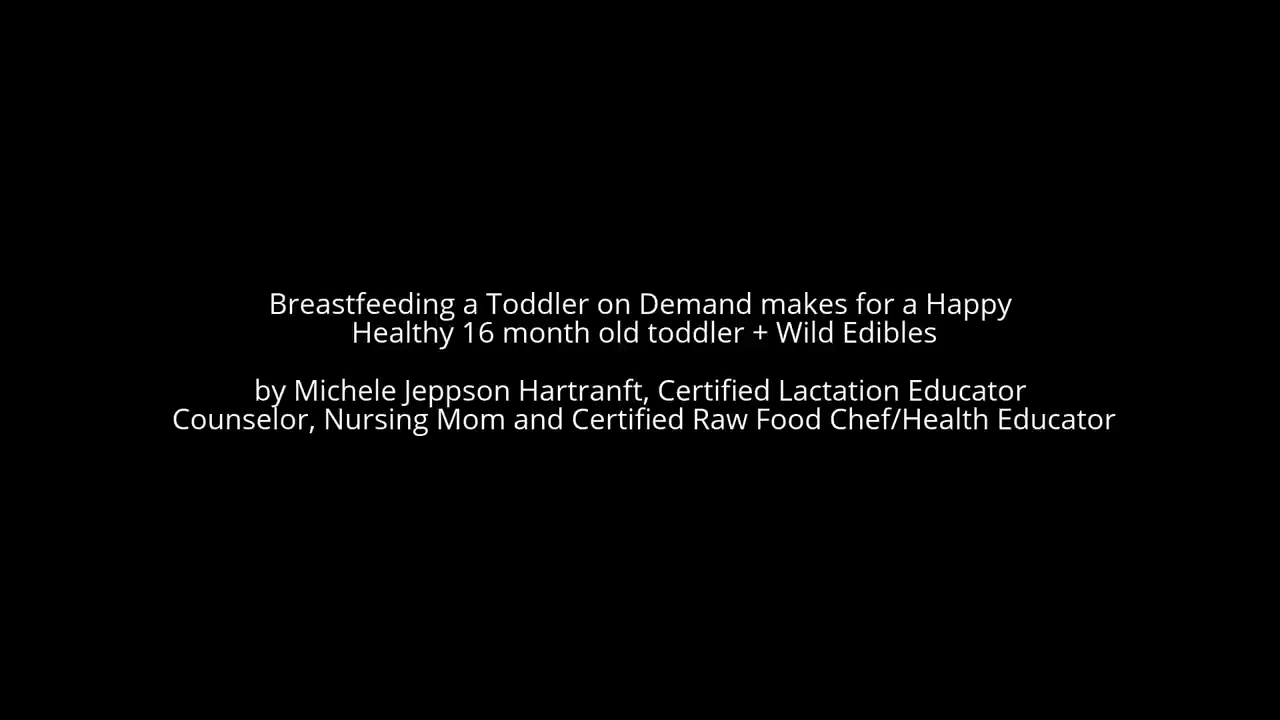 Breastfeeding a Toddler on Demand makes for a Happy
Healthy 16 month old toddler + Wild Edibles
by Michele Jeppson Hartranft, Certified Lactation Educator
Counselor, Nursing Mom and Certified Raw Food Chef/Health Educator